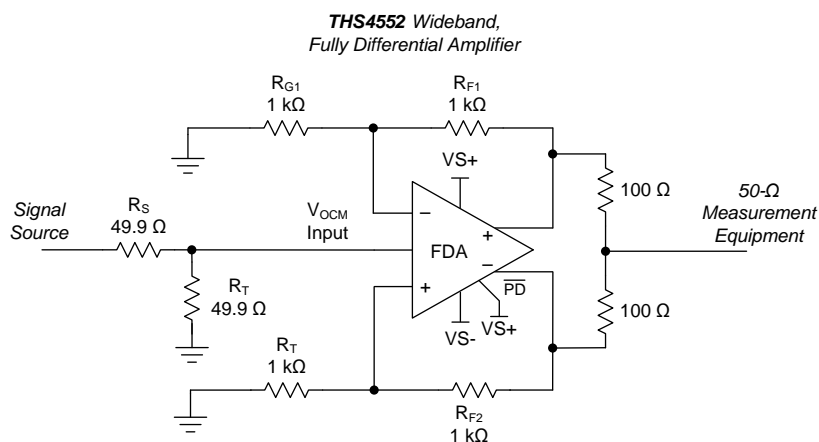 THS4552 Wideband,
Fully Differential Amplifier
RG1
1 kΩ
RF1
1 kΩ
VS+
100 Ω
50-Ω
Measurement
Equipment
Signal
Source
RS
49.9 Ω
VOCM
Input
−
+
FDA
−
+
PD
RT
49.9 Ω
VS-
VS+
100 Ω
RT
1 kΩ
RF2
1 kΩ